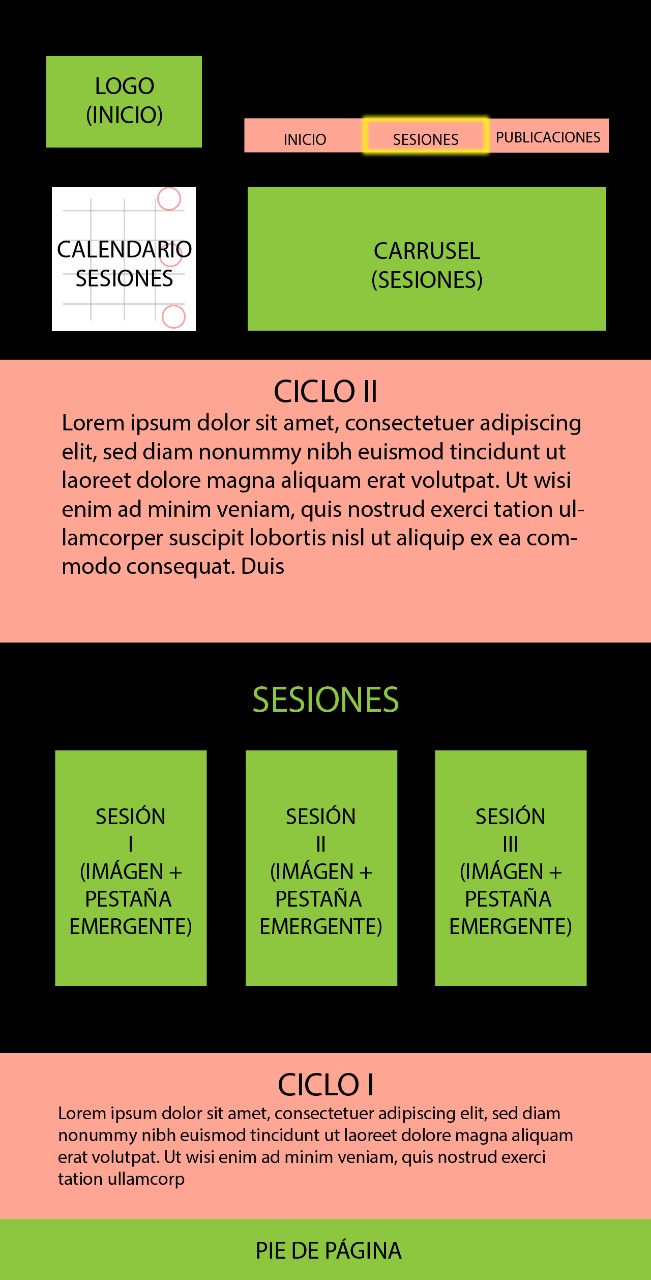 LOGO
(INICIO)
INICIO
SESIONES
PUBLICACIONES
CALENDARIO
SESIONES
CARRUSEL
(SESIONES)
CICLO II
Lorem ipsum dolor sit amet, consectetuer adipiscing
elit, sed diam nonummy nibh euismod tincidunt ut
laoreet dolore magna aliquam erat volutpat. Ut wisi
enim ad minim veniam, quis nostrud exerci tation ul-
lamcorper suscipit lobortis nisl ut aliquip ex ea com-
modo consequat. Duis
SESIONES
SESIÓN
I
(IMÁGEN +
PESTAÑA
EMERGENTE)
SESIÓN
II
(IMÁGEN +
PESTAÑA
EMERGENTE)
SESIÓN
III
(IMÁGEN +
PESTAÑA
EMERGENTE)
CICLO I
Lorem ipsum dolor sit amet, consectetuer adipiscing elit, sed diam
nonummy nibh euismod tincidunt ut laoreet dolore magna aliquam
erat volutpat. Ut wisi enim ad minim veniam, quis nostrud exerci
tation ullamcorp
PIE DE PÁGINA